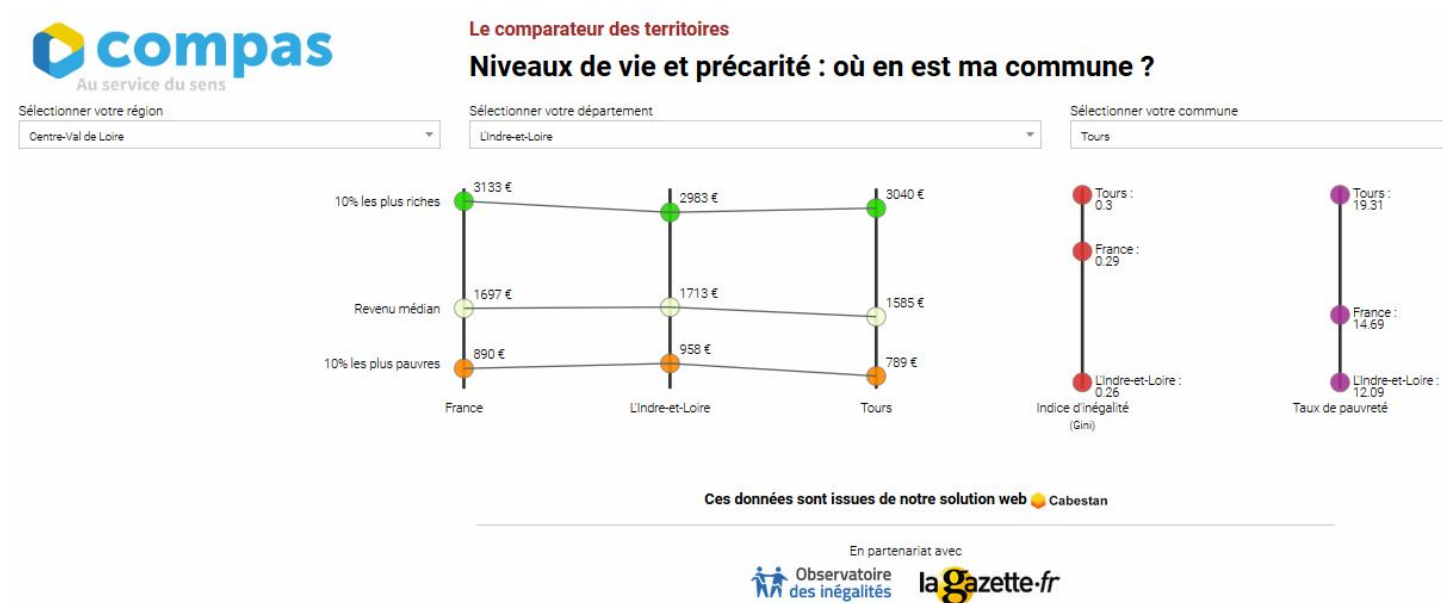 compas
Au service du sens
Le comparateur des territoires
Niveaux de vie et précarité : où en est ma commune ?
Sélectionner votre région
Sélectionner votre département
Sélectionner votre commune
Centre-Val de Loire
L'Indre-et-Loire
Tours
10% les plus riches
3133 €
2983 €
3040 €
Revenu médian
1697 €
1713 €
1585 €
10% les plus pauvres
890 €
958 €
789 €
France
L'Indre-et-Loire
Tours
Tours :
0.3
France :
0.29
L'Indre-et-Loire :
0.26
Indice d'inégalité
(Gini)
Tours :
19.31
France :
14.69
L'Indre-et-Loire :
12.09
Taux de pauvreté
Ces données sont issues de notre solution web Cabestan
En partenariat avec
Observatoire
des inégalités
la gazette.fr